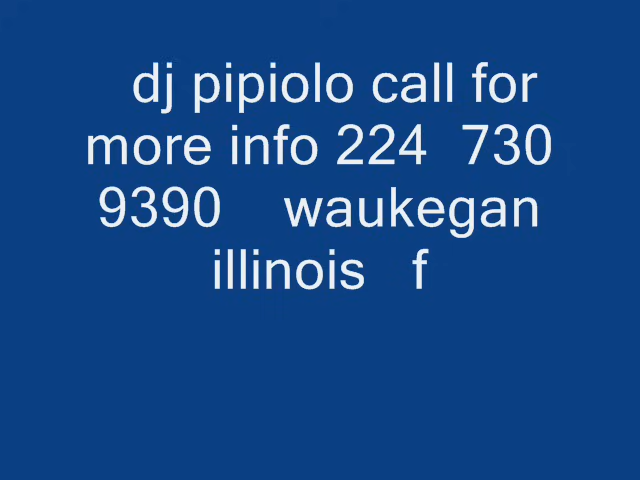 dj pipiolo call for
more info 224  730
9390    waukegan
illinois   f